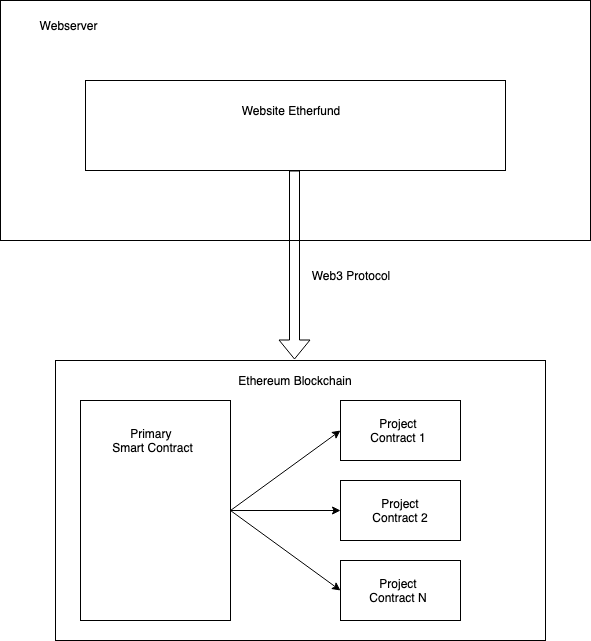 Webserver
Website Etherfund
Web3 Protocol
Ethereum Blockchain
Primary
Smart Contract
Project
Contract 1
Project
Contract 2
Project
Contract N